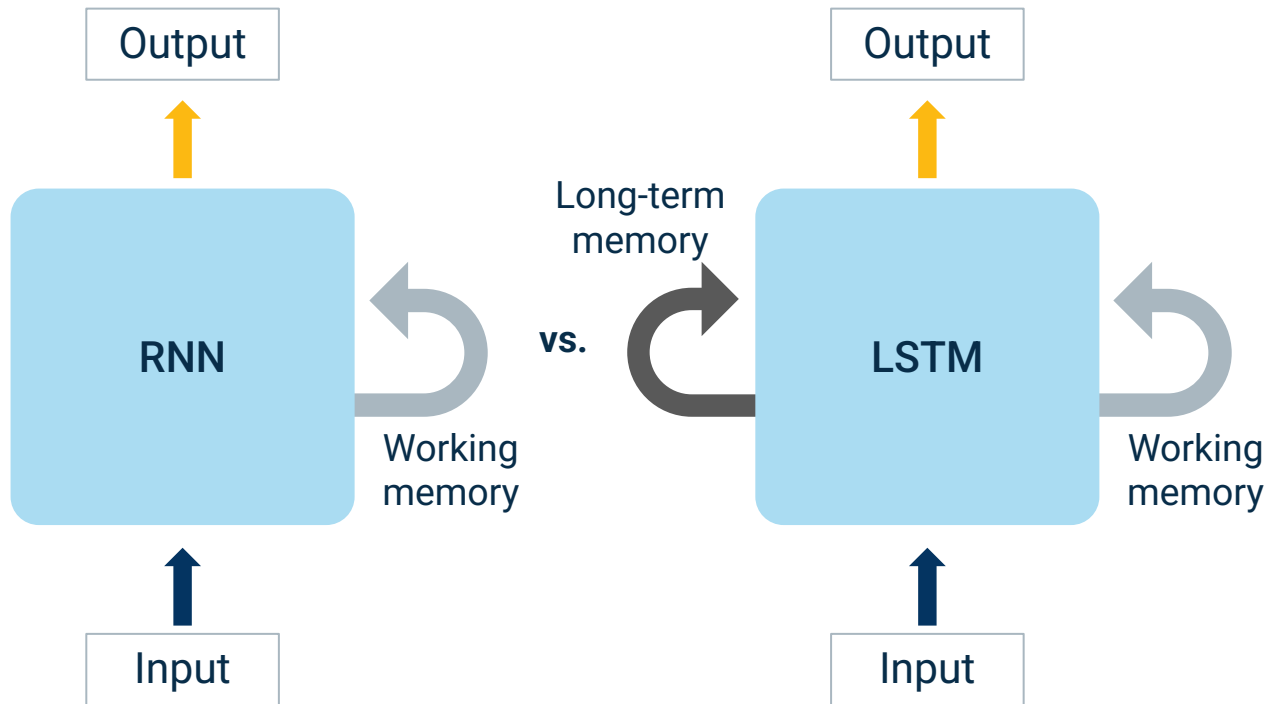 Output
RNN
Working
memory
Input
vs.
Output
Long-term
memory
LSTM
Working
memory
Input